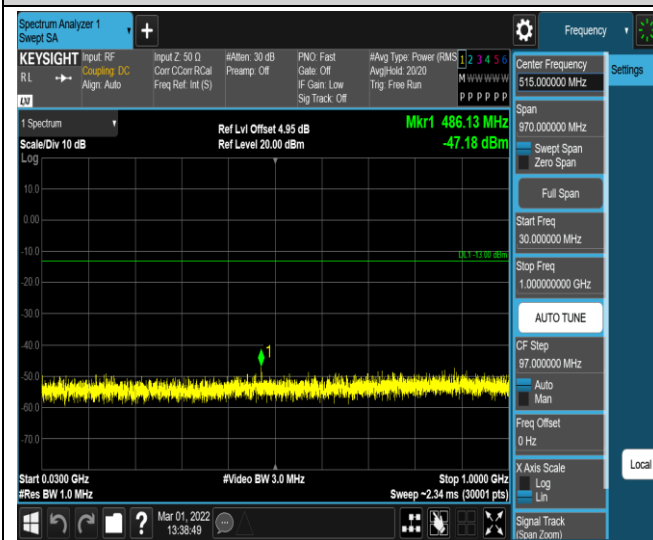 Spectrum Analyzer 1
Swept SA
Frequency
KEYSIGHT
RL
LXI
Input: RF
Coupling: DC
Align: Auto
Input Z: 50 Ω
Corr CCorr RCal
Freq Ref: Int (S)
#Atten: 30 dB
Preamp: Off
PNO: Fast
Gate: Off
IF Gain: Low
Sig Track: Off
#Avg Type: Power (RMS
Avg|Hold: 20/20
Trig: Free Run
1 2 3 4 5 6
M W W W W W
P P P P P P
1 Spectrum
Scale/Div 10 dB
Log
Ref Lvl Offset 4.95 dB
Ref Level 20.00 dBm
Mkr1 486.13 MHz
-47.18 dBm
10.0
0.00
-10.0
DL1 -13.00 dBm
-20.0
-30.0
-40.0
1
-50.0
-60.0
-70.0
Start 0.0300 GHz
#Res BW 1.0 MHz
#Video BW 3.0 MHz
Stop 1.0000 GHz
Sweep ~2.34 ms (30001 pts)
?
Mar 01, 2022
13:38:49
Center Frequency
515.000000 MHz
Settings
Span
970.000000 MHz
Swept Span
Zero Span
Full Span
Start Freq
30.000000 MHz
Stop Freq
1.000000000 GHz
AUTO TUNE
CF Step
97.000000 MHz
Auto
Man
Freq Offset
0 Hz
X Axis Scale
Log
Lin
Local
Signal Track
(Span Zoom)